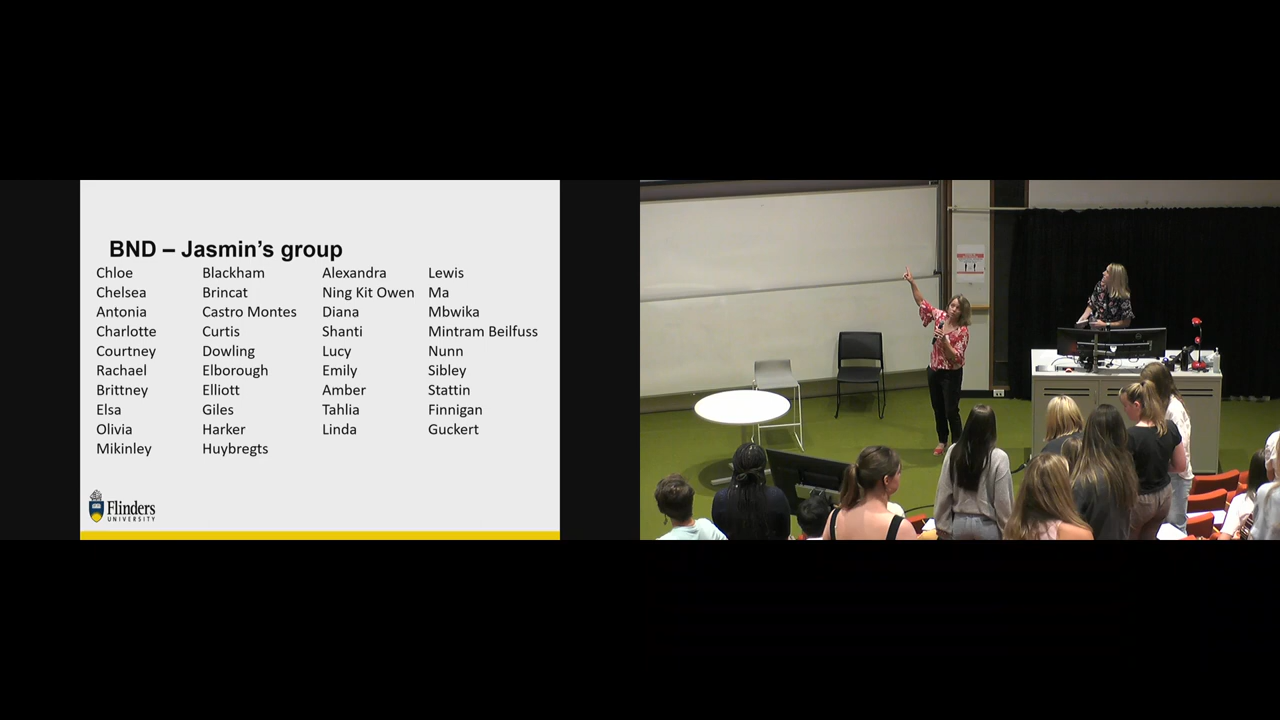 BND – Jasmin's group
Chloe Blackham Alexandra Lewis
Chelsea Brincat Ning Kit Owen Ma
Antonia Castro Montes Diana Mbwika
Charlotte Curtis Shanti Mintram Beilfuss
Courtney Dowling Lucy Nunn
Rachael Elborough Emily Sibley
Brittney Elliott Amber Stattin
Elsa Giles Tahlia Finnigan
Olivia Harker Linda Guckert
Mikinley Huybregts
Flinders
UNIVERSITY